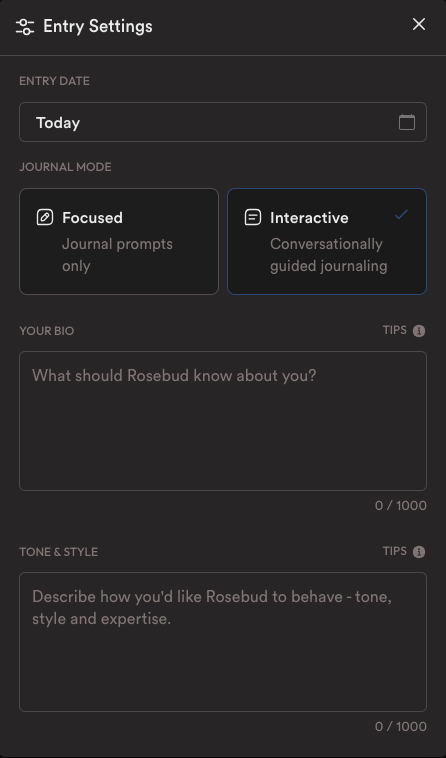 Entry Settings
ENTRY DATE
Today
JOURNAL MODE
Focused
Journal prompts
only
Interactive
Conversationally
guided journaling
YOUR BIO
TIPS
What should Rosebud know about you?
0 / 1000
TONE & STYLE
TIPS
Describe how you'd like Rosebud to behave - tone,
style and expertise.
0 / 1000